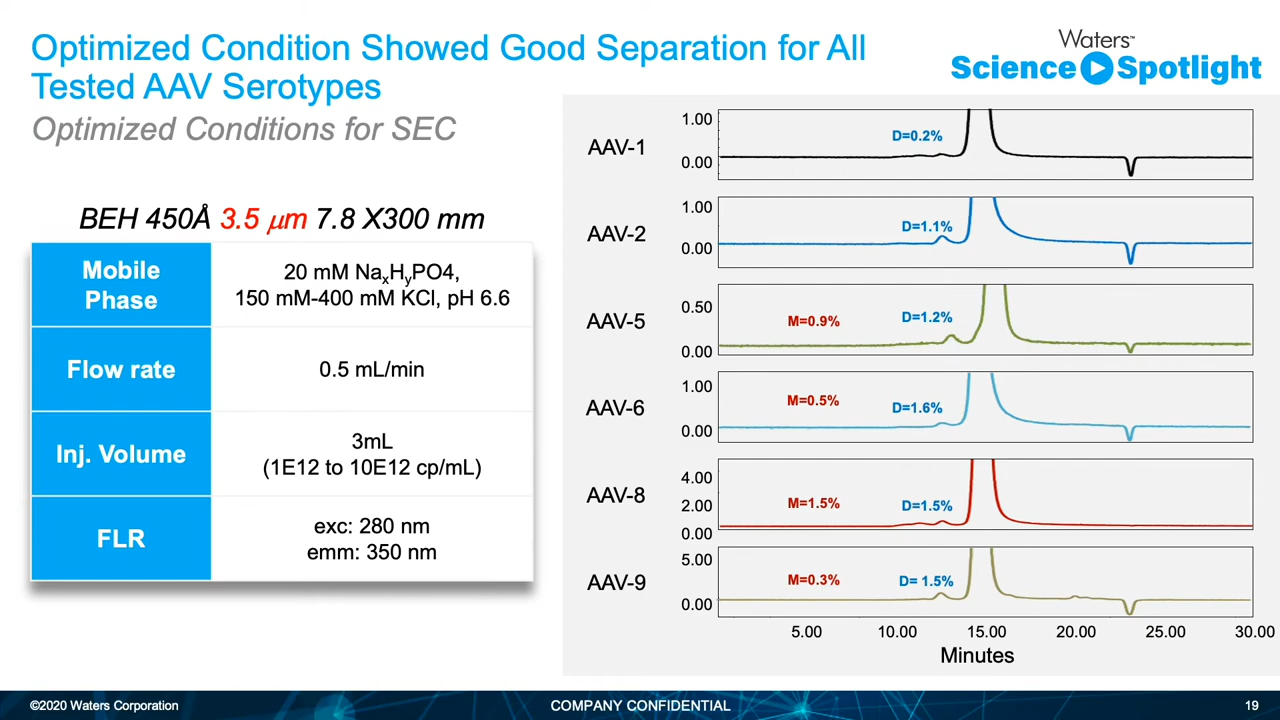 Optimized Condition Showed Good Separation for All
Tested AAV Serotypes
Optimized Conditions for SEC
Waters™
Science Spotlight
BEH 450Å 3.5 µm 7.8 X300 mm
Mobile
Phase
20 mM NaxHyPO4,
150 mM-400 mM KCl, pH 6.6
Flow rate
0.5 mL/min
Inj. Volume
3mL
(1E12 to 10E12 cp/mL)
FLR
exc: 280 nm
emm: 350 nm
AAV-1
1.00
0.00
D=0.2%
AAV-2
1.00
0.00
D=1.1%
AAV-5
0.50
0.00
M=0.9%
D=1.2%
AAV-6
1.00
0.00
M=0.5%
D=1.6%
AAV-8
4.00
2.00
0.00
M=1.5%
D=1.5%
AAV-9
5.00
0.00
M=0.3%
D= 1.5%
5.00 10.00 15.00 20.00 25.00 30.00
Minutes
©2020 Waters Corporation
COMPANY CONFIDENTIAL
19